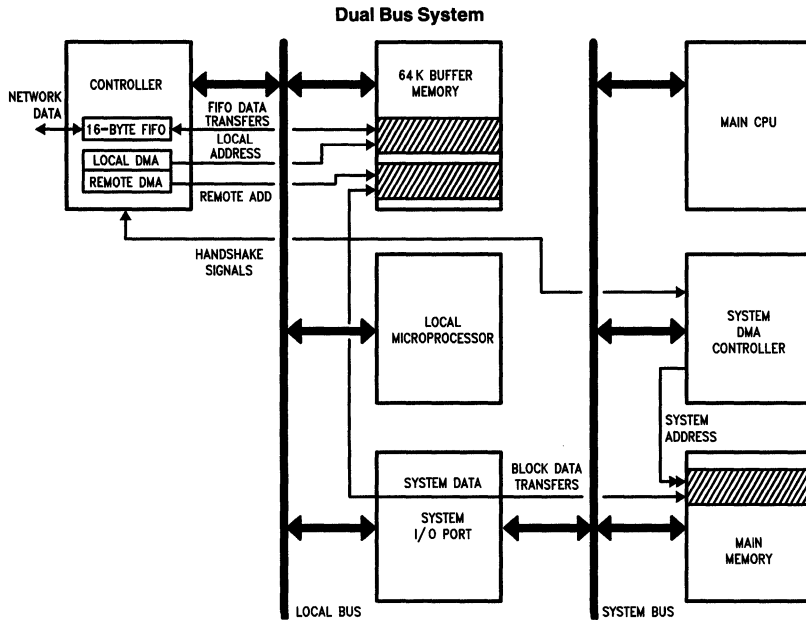 Dual Bus System
CONTROLLER
NETWORK
DATA
16-BYTE FIFO
LOCAL DMA
REMOTE DMA
FIFO DATA
TRANSFERS
LOCAL
ADDRESS
REMOTE ADD
64K BUFFER
MEMORY
MAIN CPU
HANDSHAKE
SIGNALS
LOCAL
MICROPROCESSOR
SYSTEM
DMA
CONTROLLER
SYSTEM
ADDRESS
SYSTEM DATA
SYSTEM
I/O PORT
BLOCK DATA
TRANSFERS
MAIN
MEMORY
LOCAL BUS
SYSTEM BUS